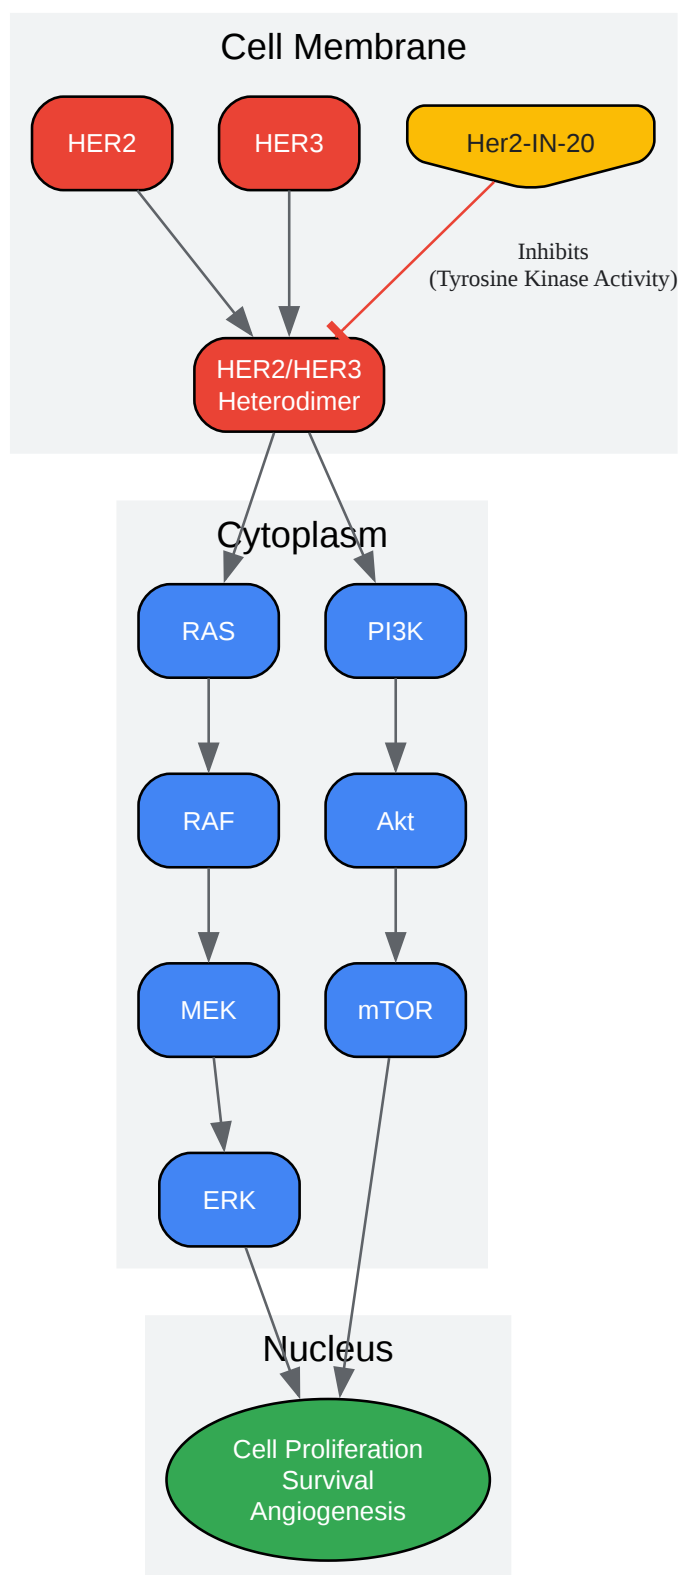 Cell Membrane
HER2
HER3
Her2-IN-20
Inhibits
(Tyrosine Kinase Activity)
HER2/HER3
Heterodimer
Cytoplasm
RAS
PI3K
RAF
Akt
MEK
mTOR
ERK
Nucleus
Cell Proliferation
Survival
Angiogenesis